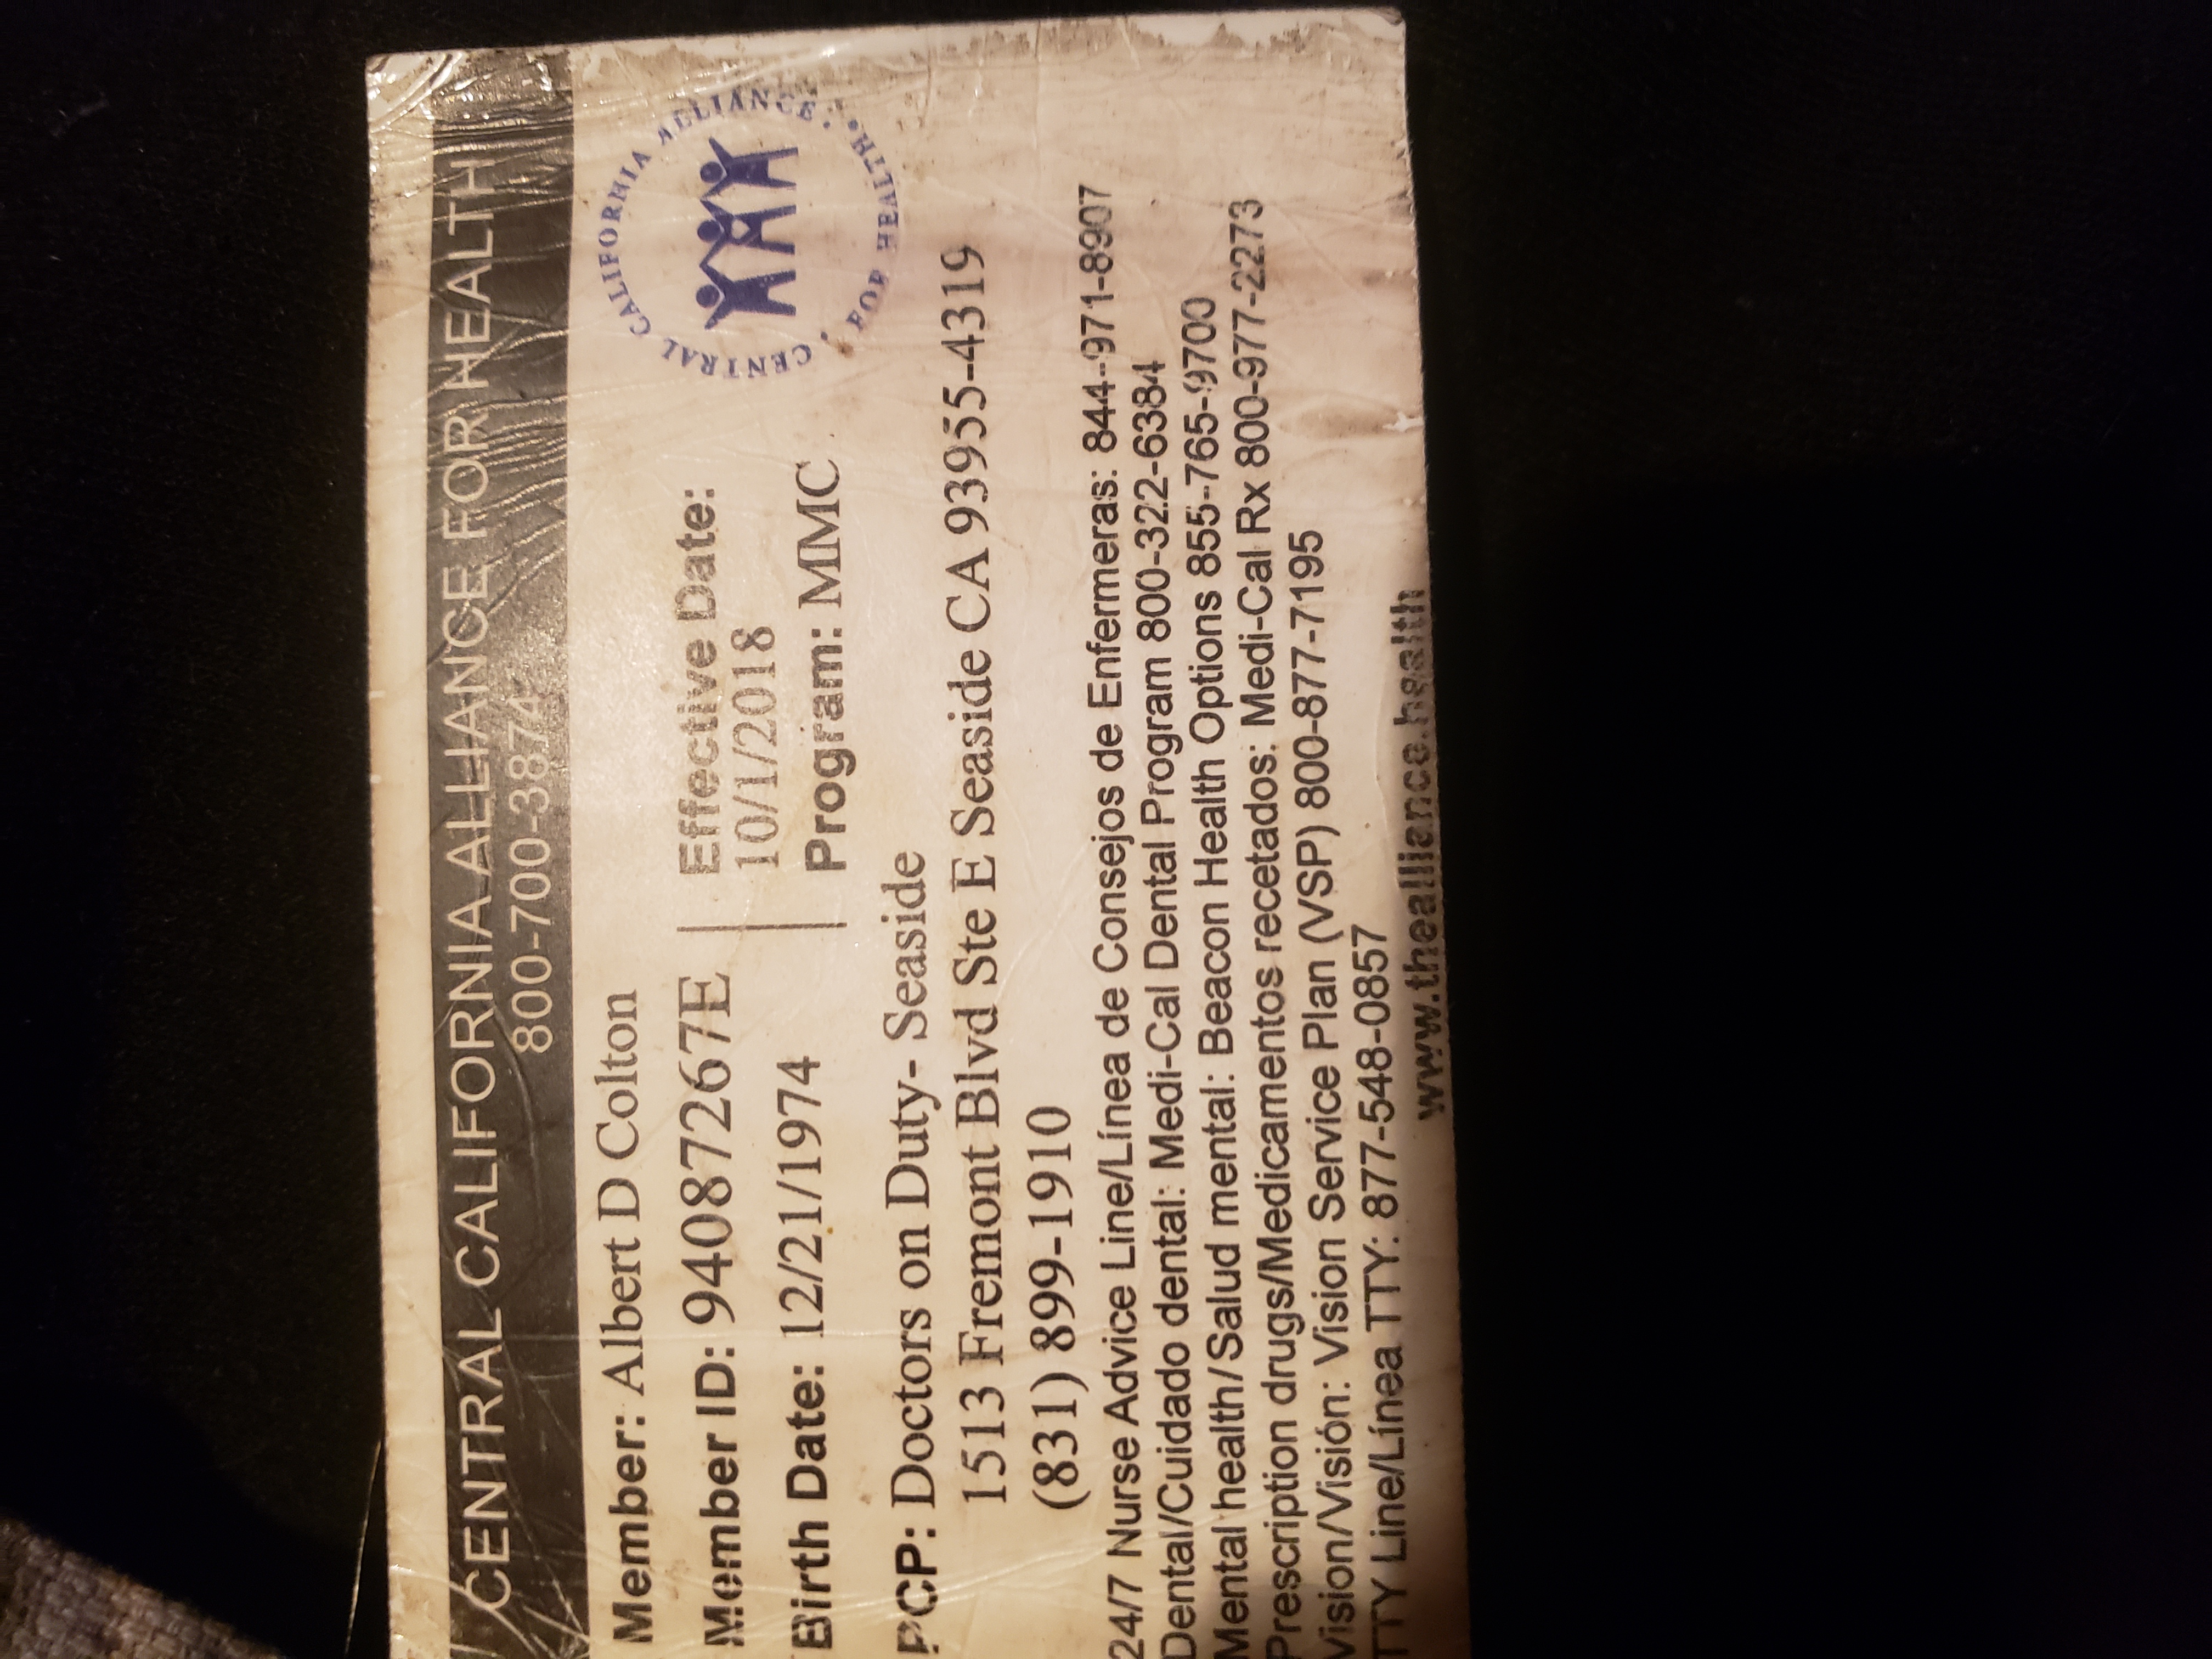 CENTRAL CALIFORNIA ALLIANCE FOR HEALTH
800-700-3874
CENTRAL CALIFORNIA ALLIANCE FOR HEALTH
Member: Albert D Colton
Member ID: 94087267E
Effective Date:
10/1/2018
Birth Date: 12/21/1974
Program: MMC
PCP: Doctors on Duty- Seaside
1513 Fremont Blvd Ste E Seaside CA 93955-4319
(831) 899-1910
24/7 Nurse Advice Line/Línea de Consejos de Enfermeras: 844-971-8907
Dental/Cuidado dental: Medi-Cal Dental Program 800-322-6384
Mental health/Salud mental: Beacon Health Options 855-765-9700
Prescription drugs/Medicamentos recetados: Medi-Cal Rx 800-977-2273
Vision/Visión: Vision Service Plan (VSP) 800-877-7195
TTY Line/Línea TTY: 877-548-0857
www.thealliance.health